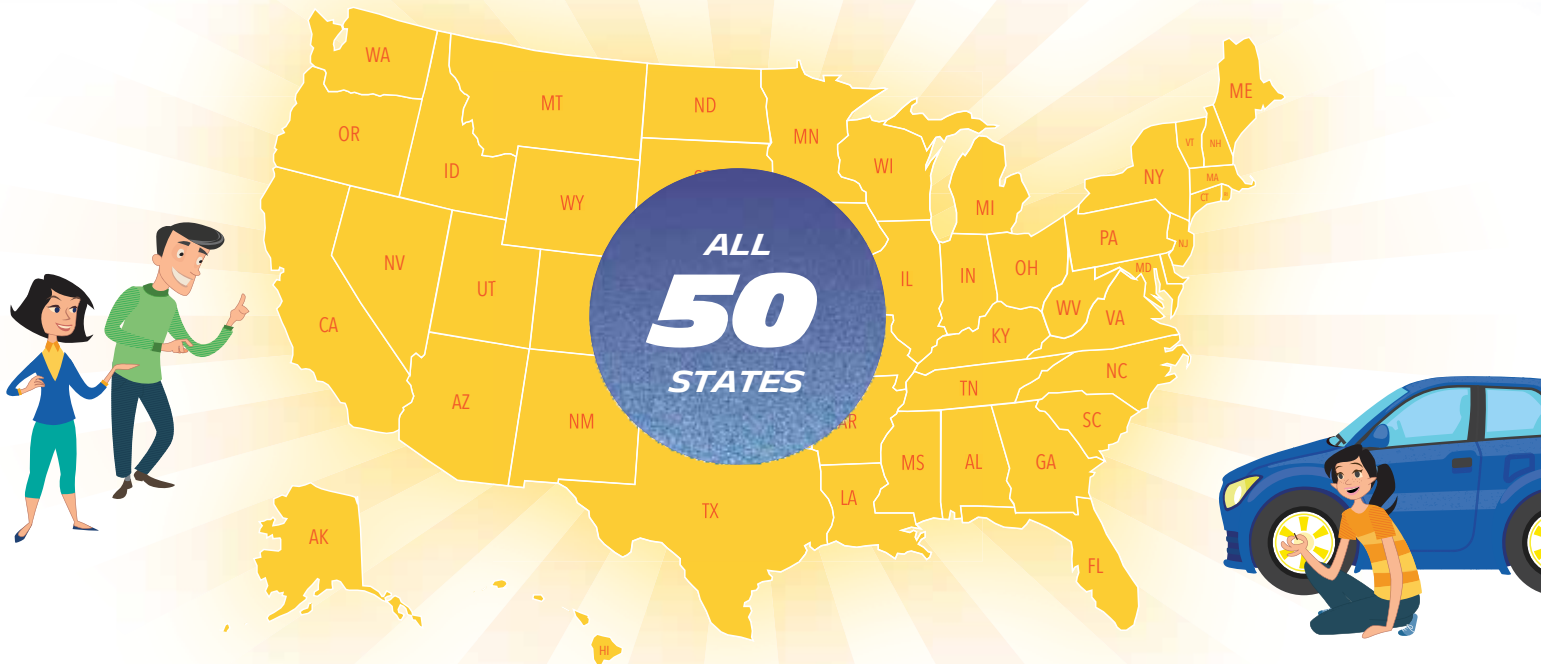 WA
MT
ND
MN
ME
OR
ID
WI
VT
NH
WY
MI
NY
MA
CT
PA
NJ
NV
UT
IL
IN
OH
MD
WV
VA
CA
KY
ALL
50
STATES
NC
TN
AZ
NM
AR
SC
MS
AL
GA
LA
TX
AK
FL
HI